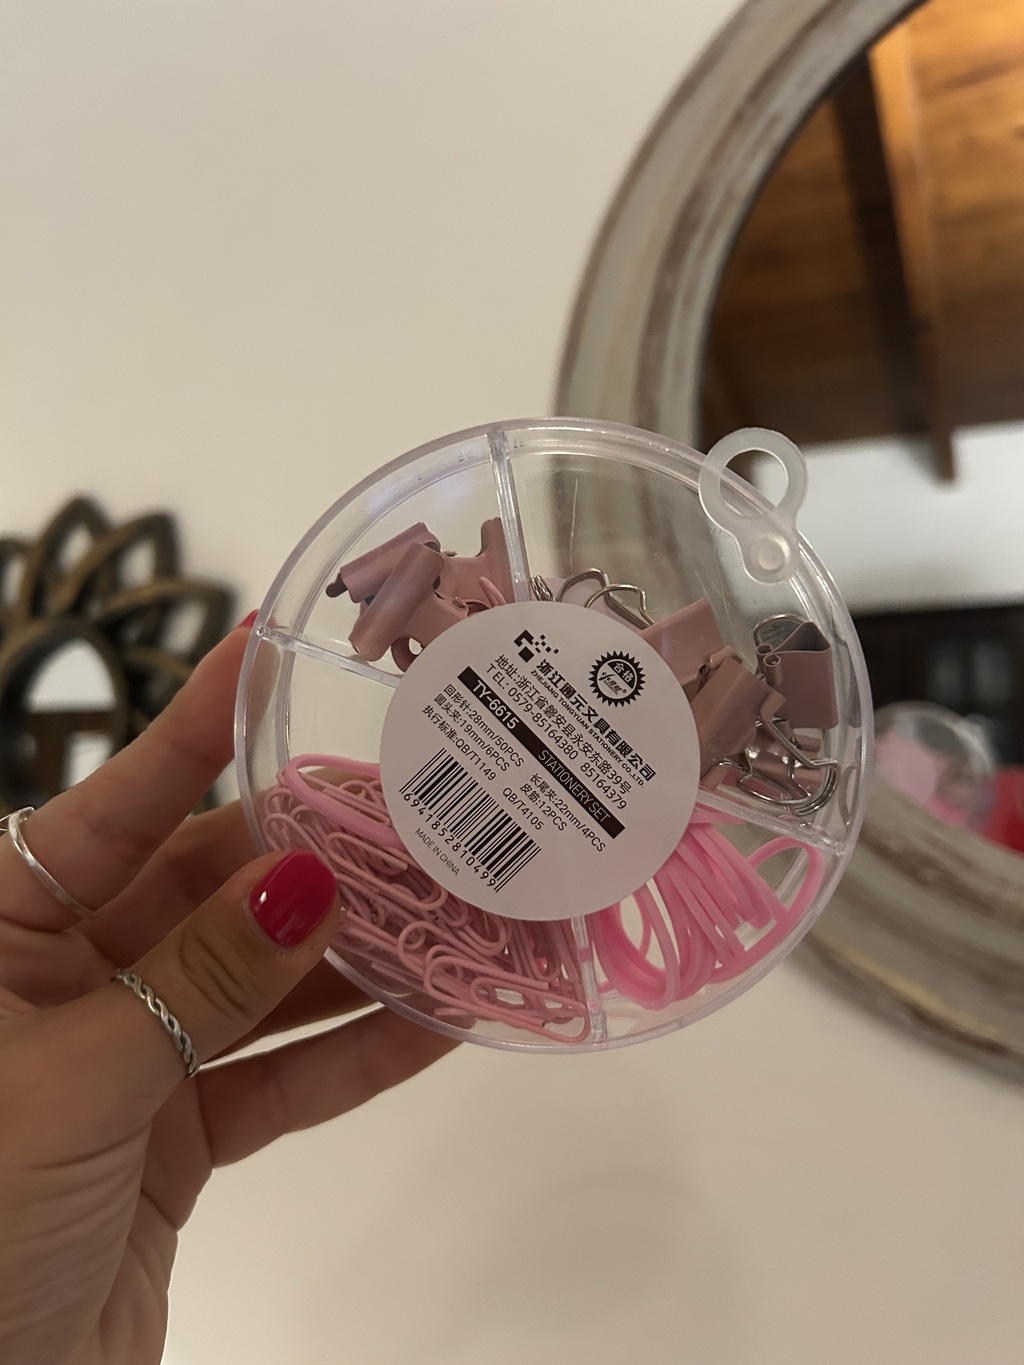 合格
浙江通元文具有限公司
ZHEJIANG TONGYUAN STATIONERY CO.,LTD.
地址:浙江省磐安县永安东路39号
TEL: 0579-85164380 85164379
TY-6615 STATIONERY SET
回形针:28mm/50PCS 长尾夹:22mm/4PCS
圆头夹:19mm/6PCS 皮筋:12PCS
执行标准:QB/T1149 QB/T4105
6941852810499
MADE IN CHINA